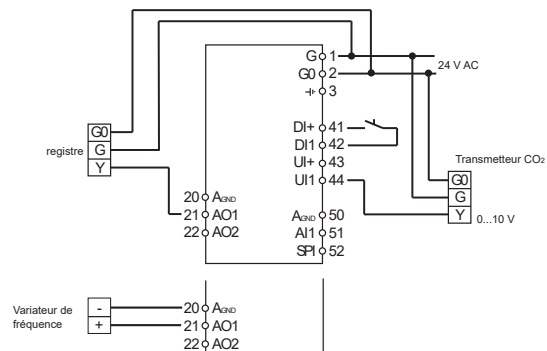 G 1
24 V AC
G0 2
3
DI+ 41
DI1 42
UI+ 43
UI1 44
AGND 50
AI1 51
SPI 52
20 AGND
21 AO1
22 AO2
registre
G0
G
Y
Transmetteur CO2
G0
G
Y
0...10 V
Variateur de
fréquence
-
+
20 AGND
21 AO1
22 AO2